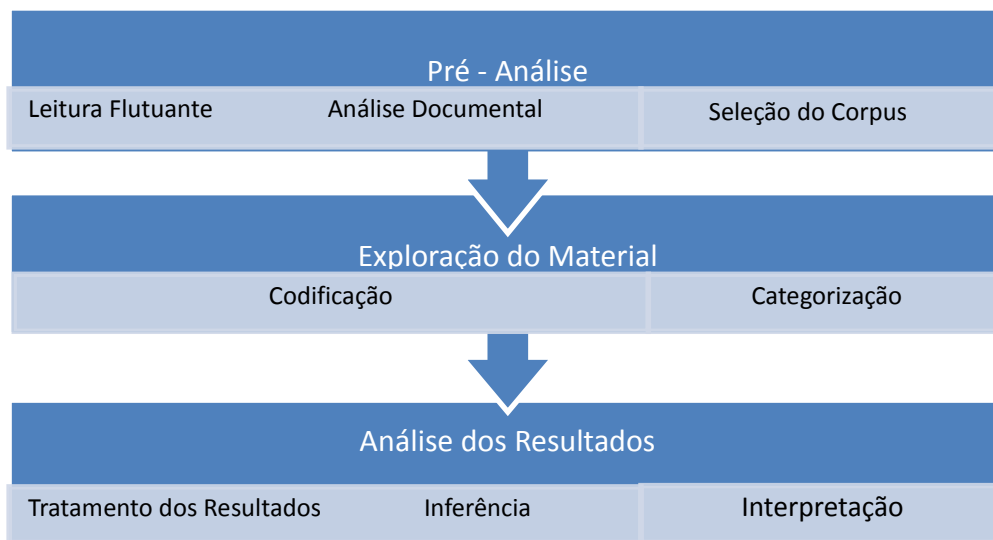 Pré - Análise
Leitura Flutuante Análise Documental Seleção do Corpus
Exploração do Material
Codificação Categorização
Análise dos Resultados
Tratamento dos Resultados Inferência Interpretação